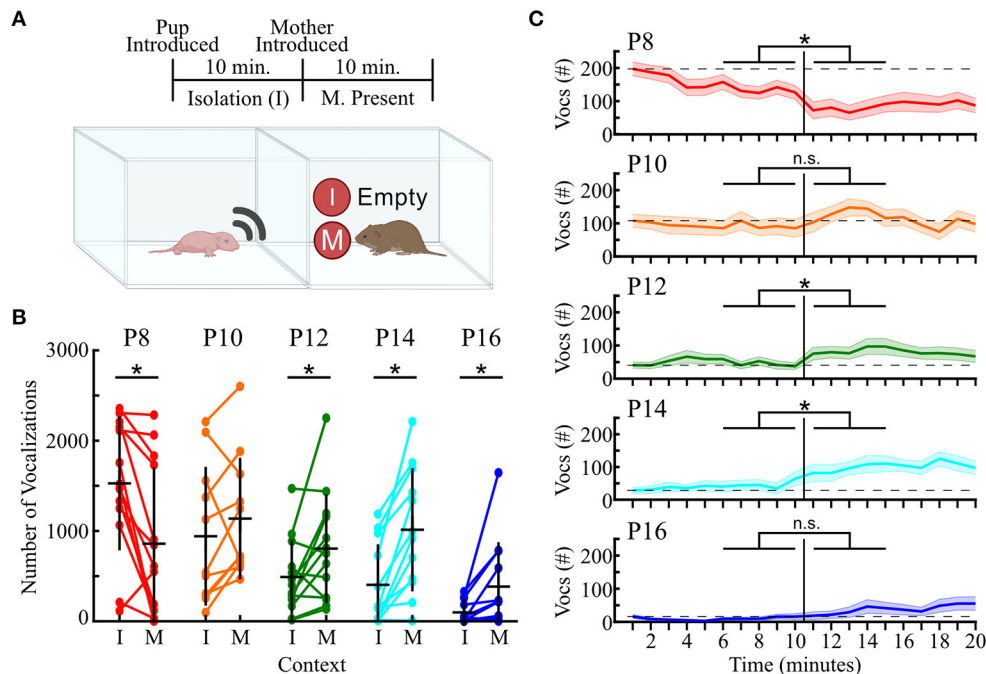 A
Pup
Introduced
Mother
Introduced
10 min.
10 min.
Isolation (I)
M. Present
I Empty
M
B
P8 P10 P12 P14 P16
* * * *
Number of Vocalizations
3000
2000
1000
0
I M I M I M I M I M
Context
C
P8
*
Vocs (#)
200
100
0
P10
n.s.
Vocs (#)
200
100
0
P12
*
Vocs (#)
200
100
0
P14
*
Vocs (#)
200
100
0
P16
n.s.
Vocs (#)
200
100
0
2 4 6 8 10 12 14 16 18 20
Time (minutes)